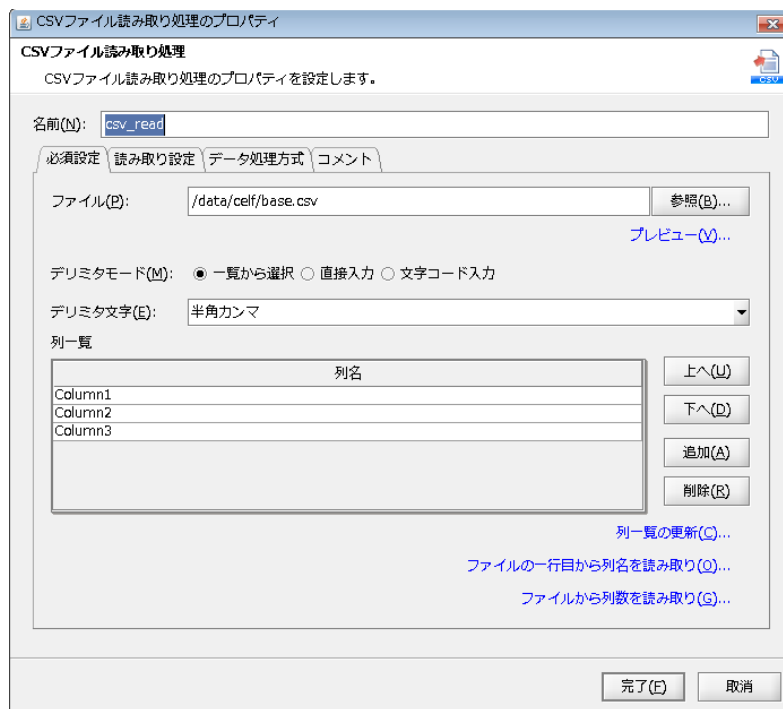 CSVファイル読み取り処理のプロパティ
CSVファイル読み取り処理
CSVファイル読み取り処理のプロパティを設定します。
CSV
名前(N): csv_read
必須設定 読み取り設定 データ処理方式 コメント
ファイル(P): /data/celf/base.csv 参照(B)...
プレビュー(V)...
デリミタモード(M): 一覧から選択 直接入力 文字コード入力
デリミタ文字(E): 半角カンマ
列一覧
列名
上へ(U)
Column1
Column2
下へ(D)
Column3
追加(A)
削除(R)
列一覧の更新(C)...
ファイルの一行目から列名を読み取り(O)...
ファイルから列数を読み取り(G)...
完了(F) 取消